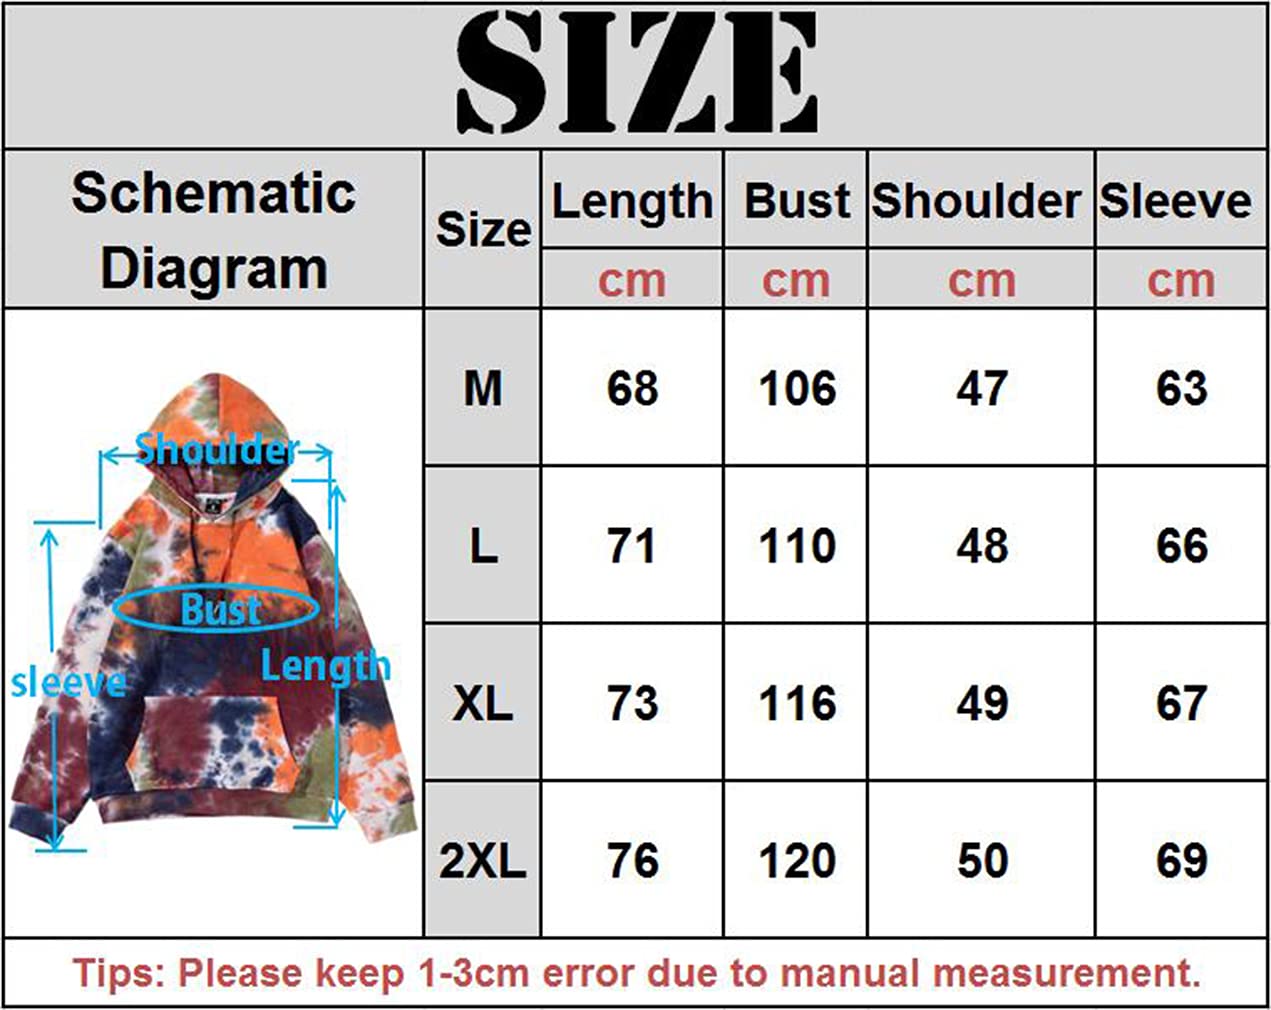 SIZE
Schematic
Diagram
Size
Length Bust Shoulder Sleeve
cm cm cm cm
M 68 106 47 63
L 71 110 48 66
XL 73 116 49 67
2XL 76 120 50 69
Shoulder
Bust
Length
sleeve
Tips: Please keep 1-3cm error due to manual measurement.